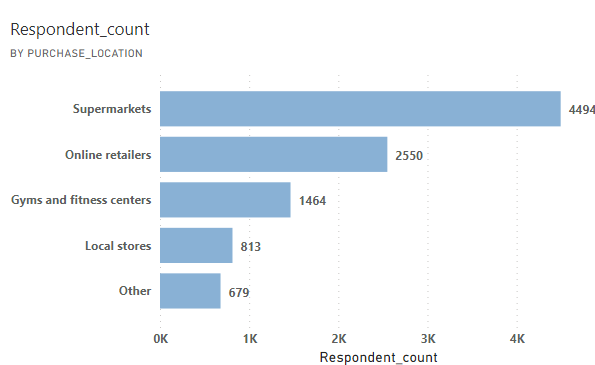 Respondent_count
BY PURCHASE_LOCATION
Supermarkets 4494
Online retailers 2550
Gyms and fitness centers 1464
Local stores 813
Other 679
0K 1K 2K 3K 4K
Respondent_count